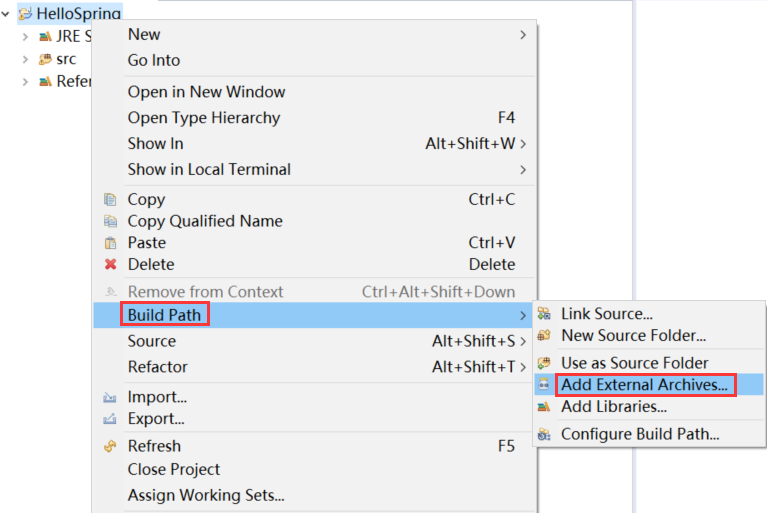 HelloSpring
JRE S
src
Refer
New
Go Into
Open in New Window
Open Type Hierarchy F4
Show In Alt+Shift+W
Show in Local Terminal
Copy Ctrl+C
Copy Qualified Name
Paste Ctrl+V
Delete Delete
Remove from Context Ctrl+Alt+Shift+Down
Build Path
Source Alt+Shift+S
Refactor Alt+Shift+T
Import...
Export...
Refresh F5
Close Project
Assign Working Sets...
Link Source...
New Source Folder...
Use as Source Folder
Add External Archives...
Add Libraries...
Configure Build Path...